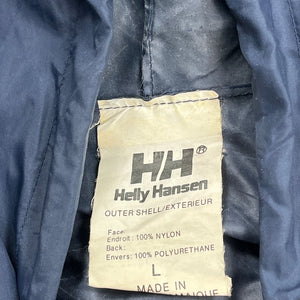 HH®
Helly Hansen
OUTER SHELL/EXTERIEUR
Face:
Endroit: 100% NYLON
Back:
Envers: 100% POLYURETHANE
L
MADE IN